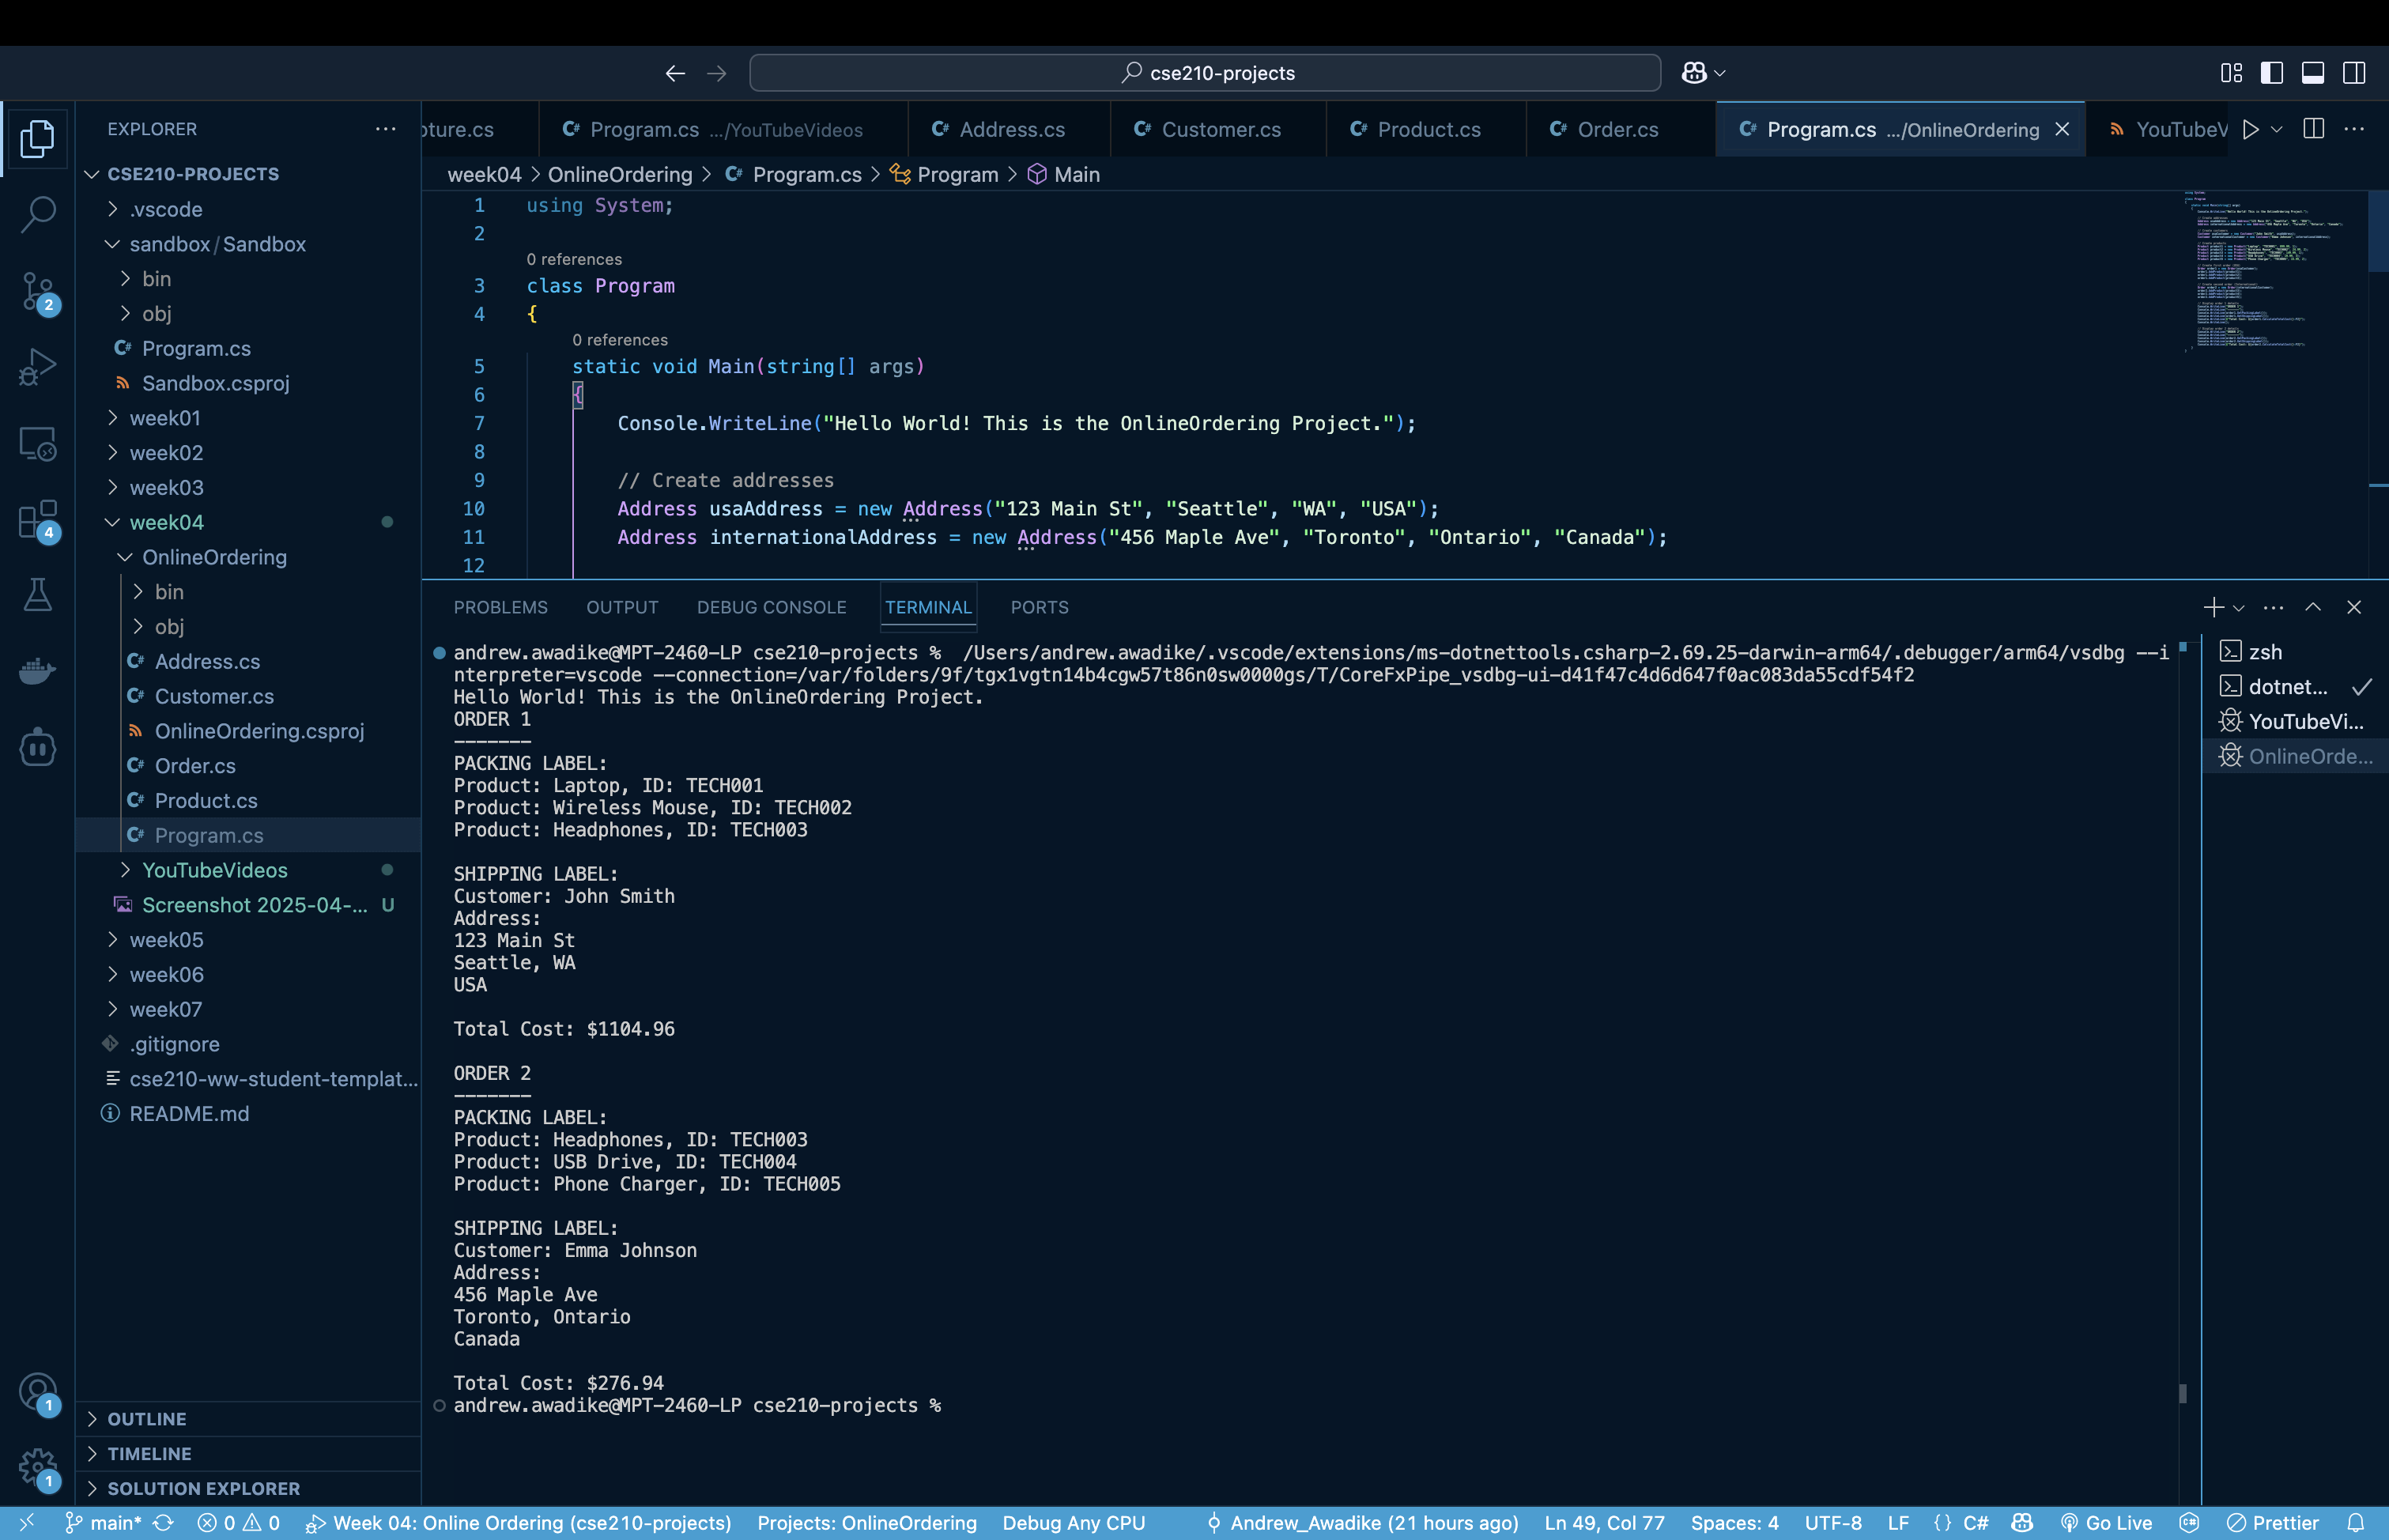 cse210-projects
EXPLORER
CSE210-PROJECTS
.vscode
sandbox/Sandbox
bin
obj
Program.cs
Sandbox.csproj
week01
week02
week03
week04
OnlineOrdering
bin
obj
Address.cs
Customer.cs
OnlineOrdering.csproj
Order.cs
Product.cs
Program.cs
YouTubeVideos
Screenshot 2025-04-... U
week05
week06
week07
.gitignore
cse210-ww-student-templat...
README.md
OUTLINE
TIMELINE
SOLUTION EXPLORER
2
4
1
1
pture.cs
C# Program.cs .../YouTubeVideos
C# Address.cs
C# Customer.cs
C# Product.cs
C# Order.cs
C# Program.cs .../OnlineOrdering
YouTubeV
week04 > OnlineOrdering > C# Program.cs > Program > Main
1 using System;
2
0 references
3 class Program
4 {
0 references
5 static void Main(string[] args)
6 {
7 Console.WriteLine("Hello World! This is the OnlineOrdering Project.");
8
9 // Create addresses
10 Address usaAddress = new Address("123 Main St", "Seattle", "WA", "USA");
11 Address internationalAddress = new Address("456 Maple Ave", "Toronto", "Ontario", "Canada");
12
PROBLEMS OUTPUT DEBUG CONSOLE TERMINAL PORTS
andrew.awadike@MPT-2460-LP cse210-projects % /Users/andrew.awadike/.vscode/extensions/ms-dotnettools.csharp-2.69.25-darwin-arm64/.debugger/arm64/vsdbg --i
nterpreter=vscode --connection=/var/folders/9f/tgx1vgtn14b4cgw57t86n0sw0000gs/T/CoreFxPipe_vsdbg-ui-d41f47c4d6d647f0ac083da55cdf54f2
Hello World! This is the OnlineOrdering Project.
ORDER 1
-------
PACKING LABEL:
Product: Laptop, ID: TECH001
Product: Wireless Mouse, ID: TECH002
Product: Headphones, ID: TECH003
SHIPPING LABEL:
Customer: John Smith
Address:
123 Main St
Seattle, WA
USA
Total Cost: $1104.96
ORDER 2
-------
PACKING LABEL:
Product: Headphones, ID: TECH003
Product: USB Drive, ID: TECH004
Product: Phone Charger, ID: TECH005
SHIPPING LABEL:
Customer: Emma Johnson
Address:
456 Maple Ave
Toronto, Ontario
Canada
Total Cost: $276.94
andrew.awadike@MPT-2460-LP cse210-projects %
zsh
dotnet...
YouTubeVi...
OnlineOrde...
main* 0 0 Week 04: Online Ordering (cse210-projects) Projects: OnlineOrdering Debug Any CPU Andrew_Awadike (21 hours ago) Ln 49, Col 77 Spaces: 4 UTF-8 LF {} C# Go Live Prettier